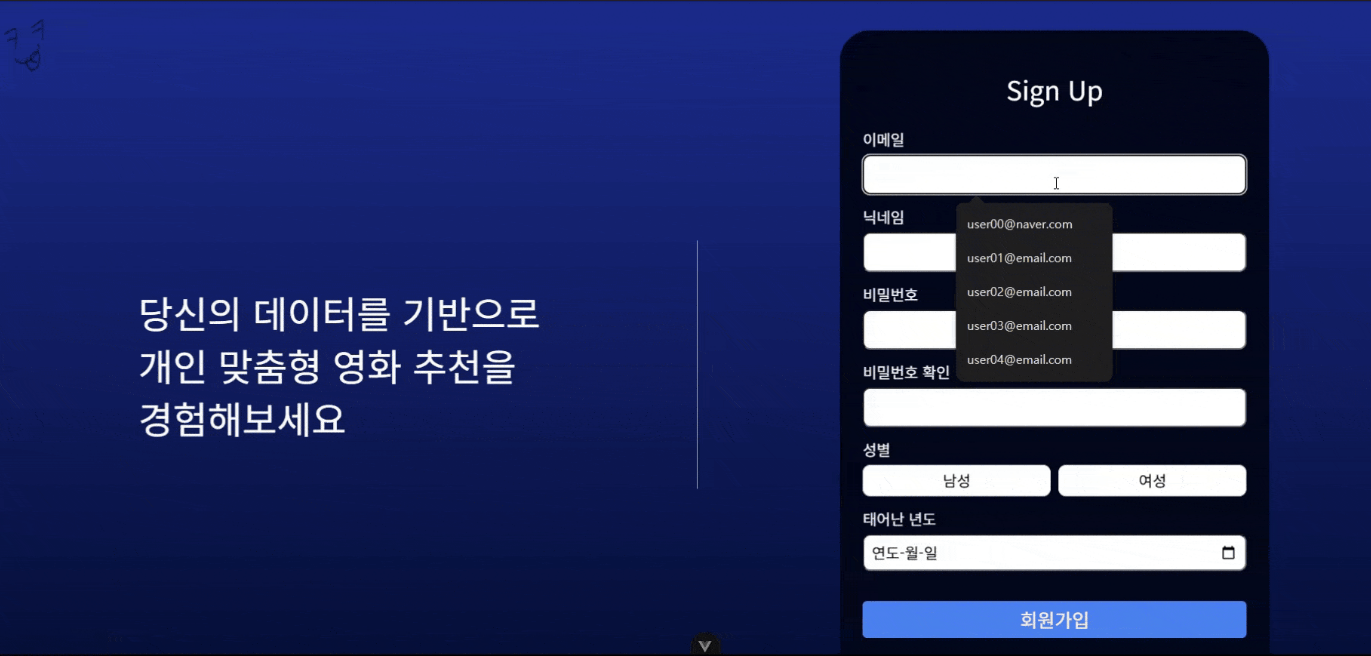 당신의 데이터를 기반으로
개인 맞춤형 영화 추천을
경험해보세요
Sign Up
이메일
user00@naver.com
user01@email.com
user02@email.com
user03@email.com
user04@email.com
닉네임
비밀번호
비밀번호 확인
성별
남성 여성
태어난 년도
연도-월-일
회원가입